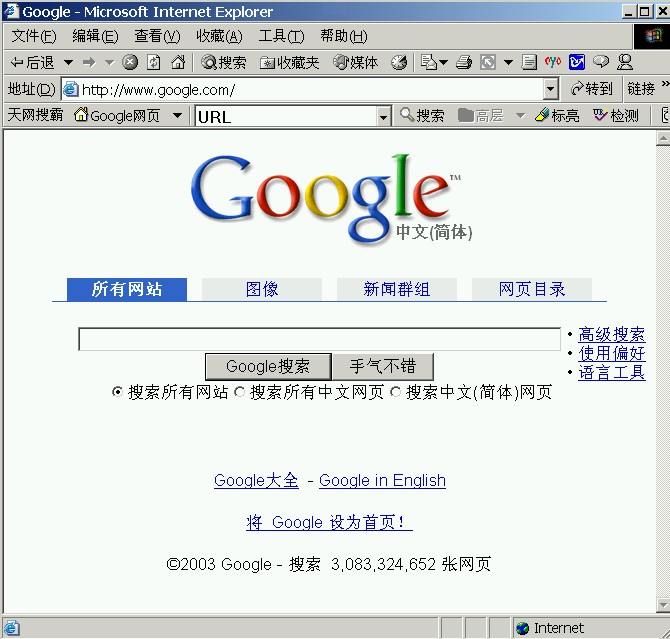 Google - Microsoft Internet Explorer
文件(F) 编辑(E) 查看(V) 收藏(A) 工具(T) 帮助(H)
后退 搜索 收藏夹 媒体
地址(D) http://www.google.com/ 转到 链接 »
天网搜霸 Google网页 URL 搜索 高层 标亮 检测
Google™
中文(简体)
所有网站 图像 新闻群组 网页目录
• 高级搜索
Google搜索 手气不错 • 使用偏好
• 语言工具
搜索所有网站 搜索所有中文网页 搜索中文(简体)网页
Google大全 - Google in English
将 Google 设为首页!
©2003 Google - 搜索 3,083,324,652 张网页
Internet